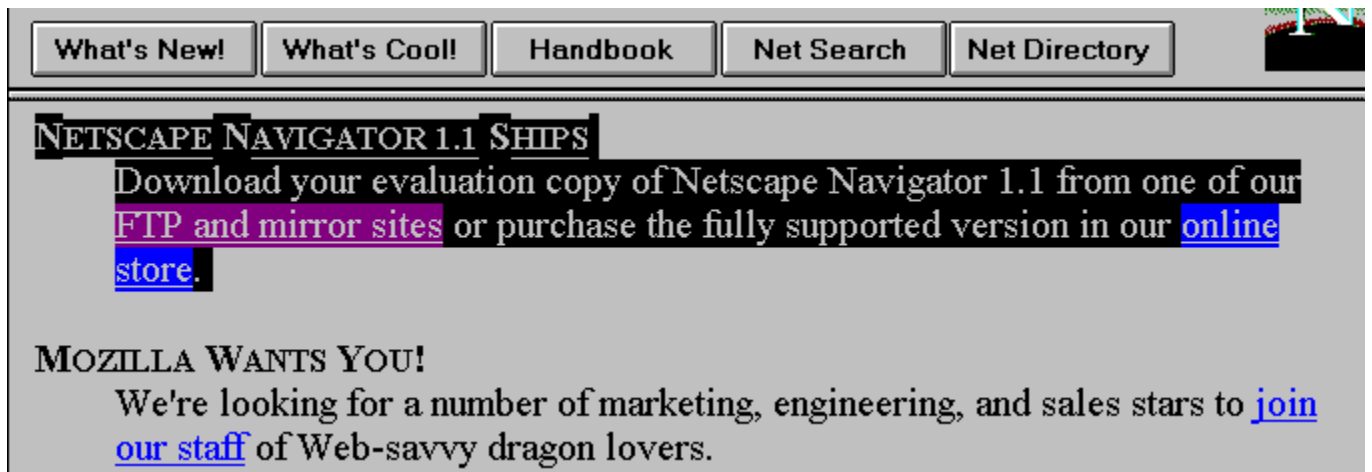 What's New! What's Cool! Handbook Net Search Net Directory
NETSCAPE NAVIGATOR 1.1 SHIPS
Download your evaluation copy of Netscape Navigator 1.1 from one of our
FTP and mirror sites or purchase the fully supported version in our online
store.
MOZILLA WANTS YOU!
We're looking for a number of marketing, engineering, and sales stars to join
our staff of Web-savvy dragon lovers.